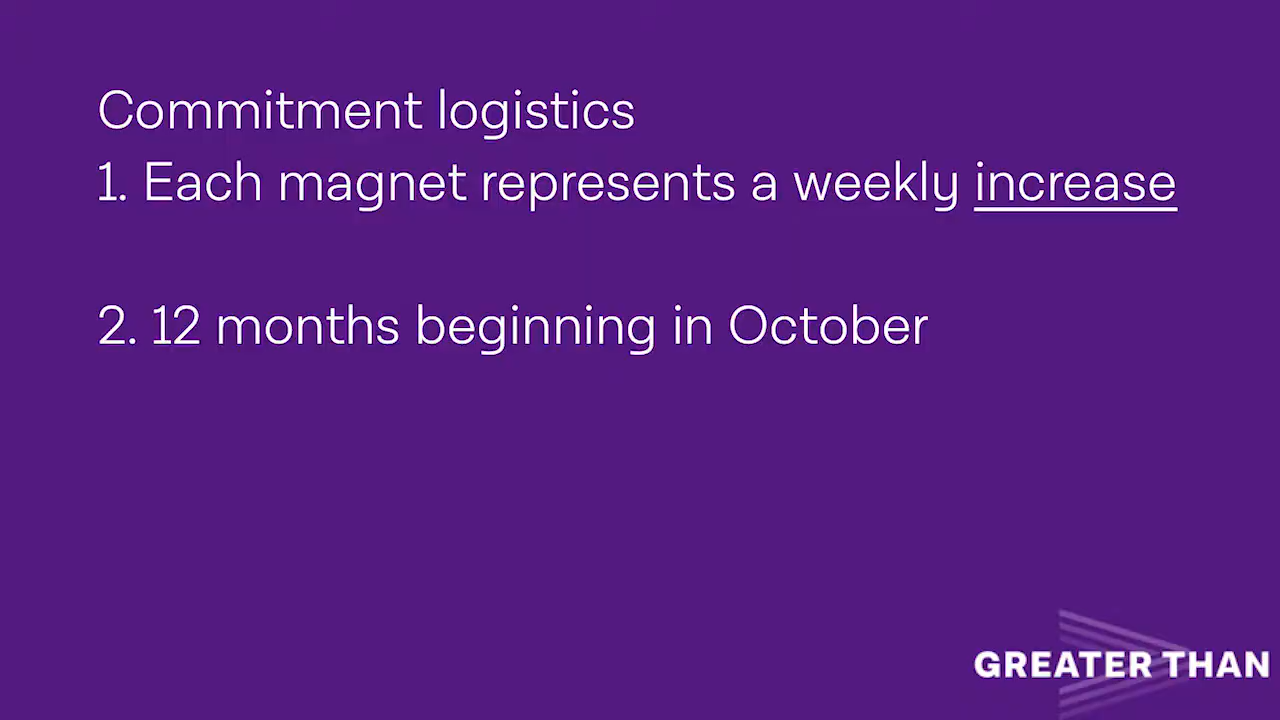 Commitment logistics
1. Each magnet represents a weekly increase
2. 12 months beginning in October
GREATER THAN